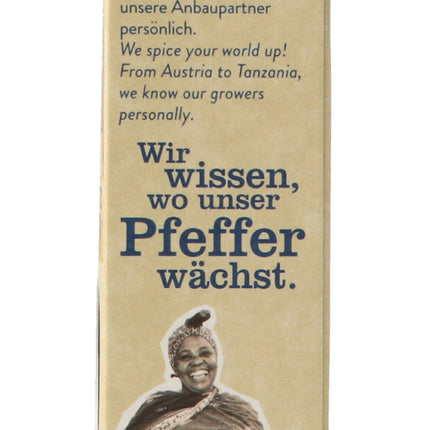 unsere Anbaupartner
persönlich.
We spice your world up!
From Austria to Tanzania,
we know our growers
personally.
Wir
wissen,
wo unser
Pfeffer
wächst.